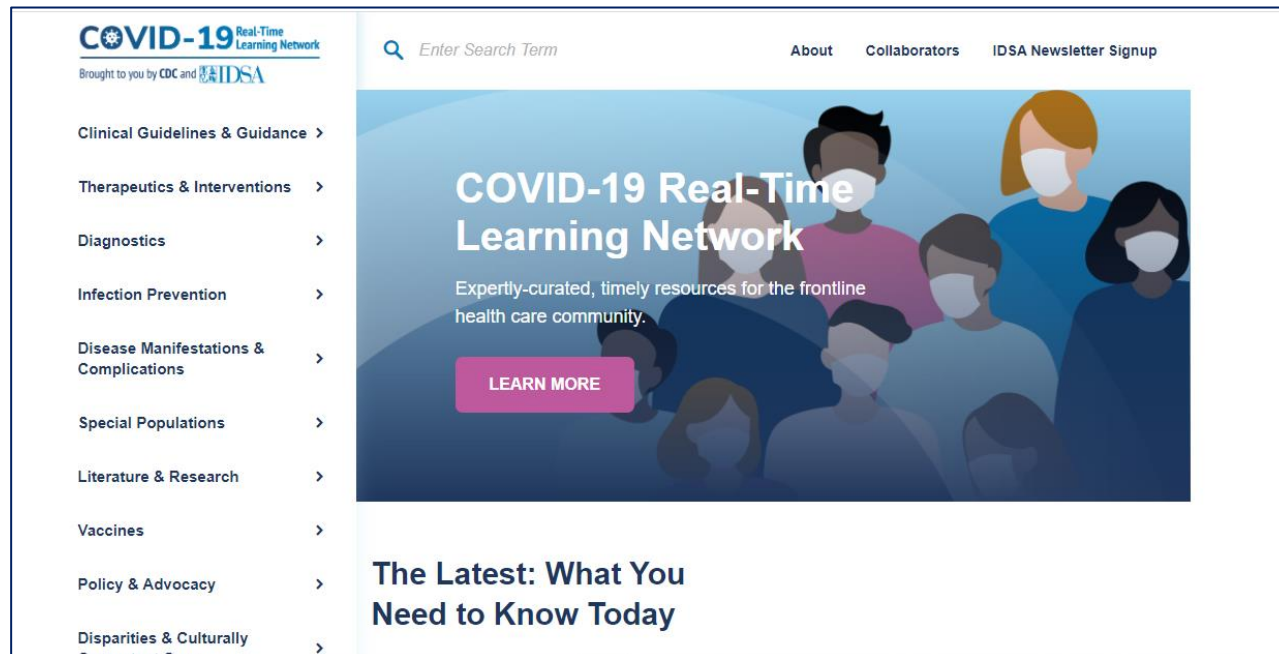 COVID-19 Real-Time Learning Network
Brought to you by CDC and IDSA
Enter Search Term
About Collaborators IDSA Newsletter Signup
Clinical Guidelines & Guidance
Therapeutics & Interventions
Diagnostics
Infection Prevention
Disease Manifestations &
Complications
Special Populations
Literature & Research
Vaccines
Policy & Advocacy
Disparities & Culturally
COVID-19 Real-Time
Learning Network
Expertly-curated, timely resources for the frontline
health care community.
LEARN MORE
The Latest: What You
Need to Know Today